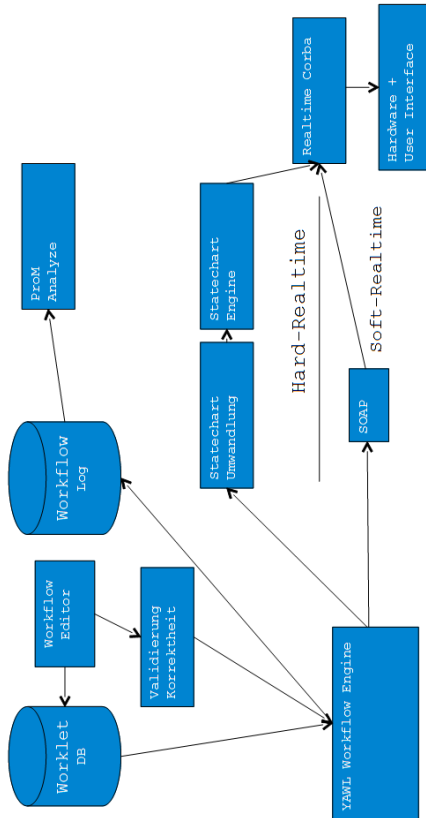 Worklet
DB
Workflow
Editor
Validierung
Korrektheit
Workflow
Log
ProM
Analyze
YAWL Workflow Engine
Statechart
Umwandlung
Statechart
Engine
Hard-Realtime
Soft-Realtime
SOAP
Realtime Corba
Hardware +
User Interface